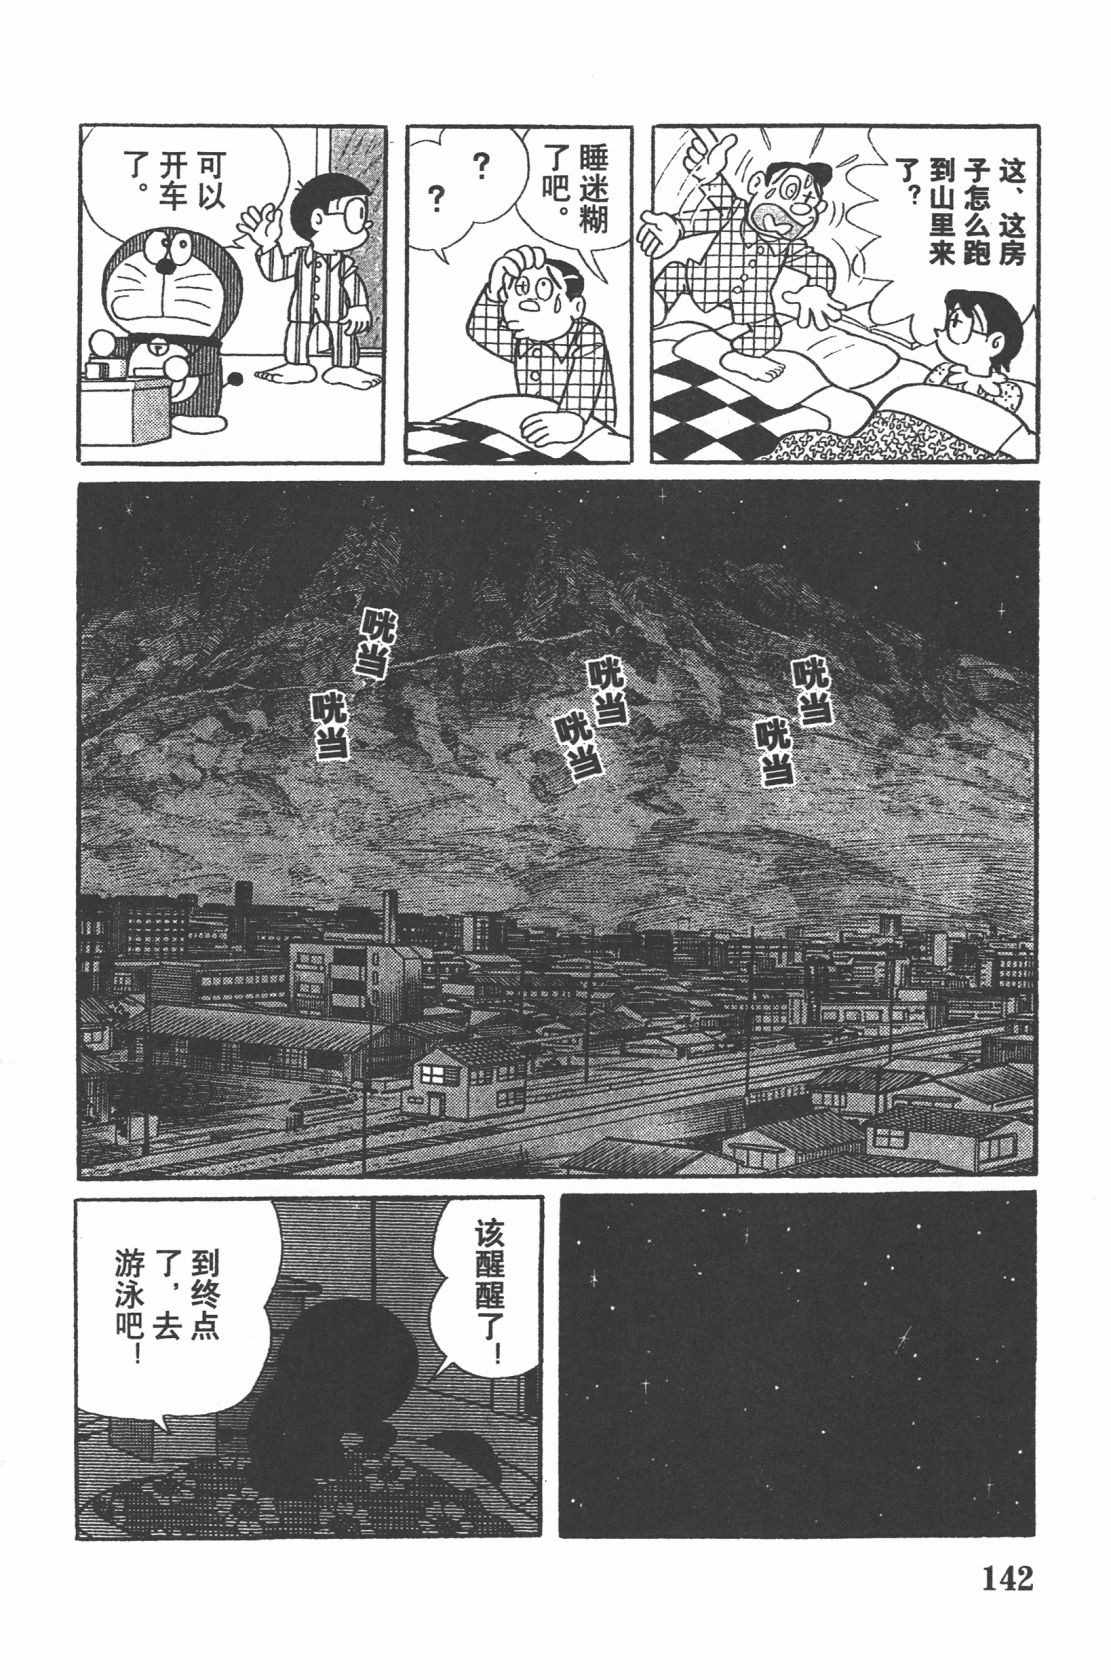 这、这房
子怎么跑
到山里来
了？
睡迷糊
了吧。
？
？
可以
开车
了。
咣当
咣当
咣当
咣当
咣当
咣当
该醒醒了！
到终点
了，去
游泳吧！
142